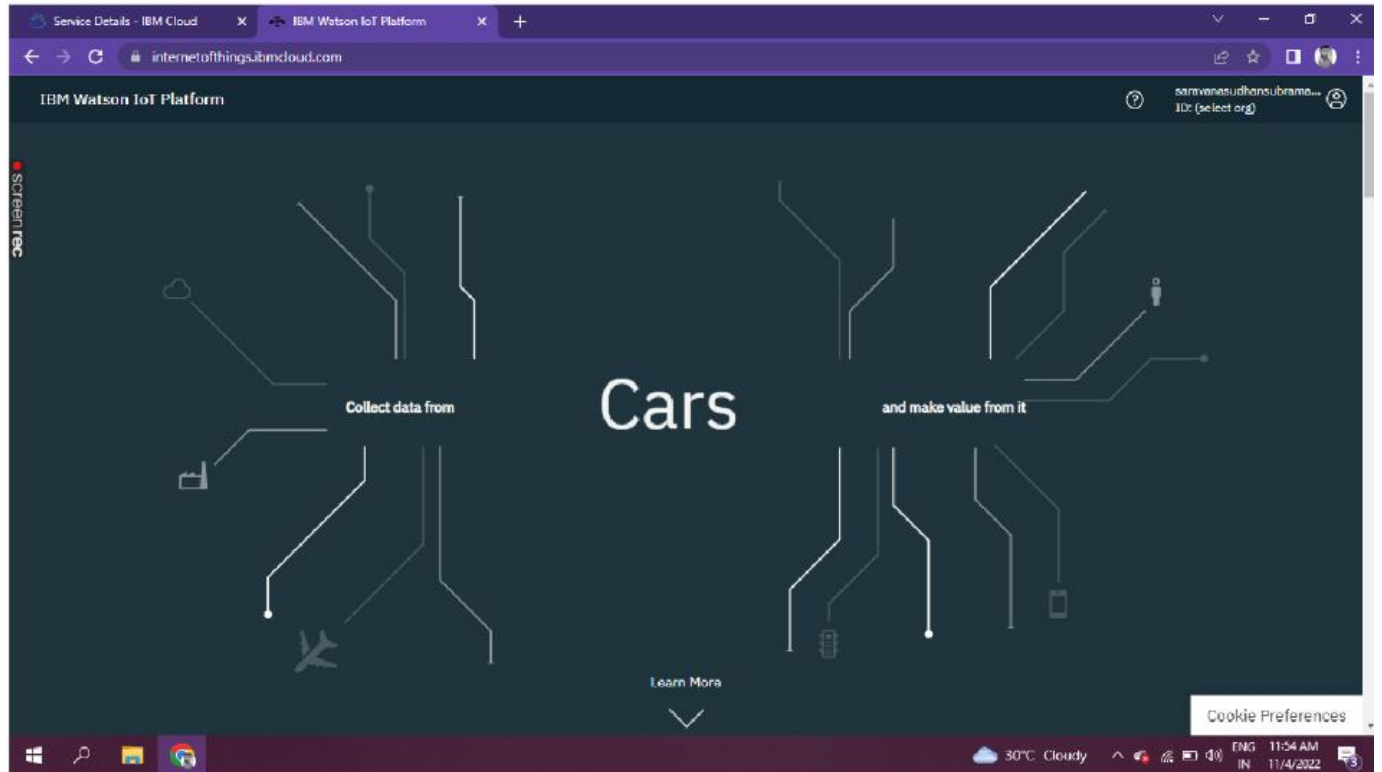 Service Details - IBM Cloud
IBM Watson IoT Platform
internetofthings.ibmcloud.com
IBM Watson IoT Platform
saravanasudhansubrama...
ID: (select org)
screenrec
Collect data from
Cars
and make value from it
Learn More
Cookie Preferences
30°C Cloudy
ENG
IN
11:54 AM
11/4/2022
3